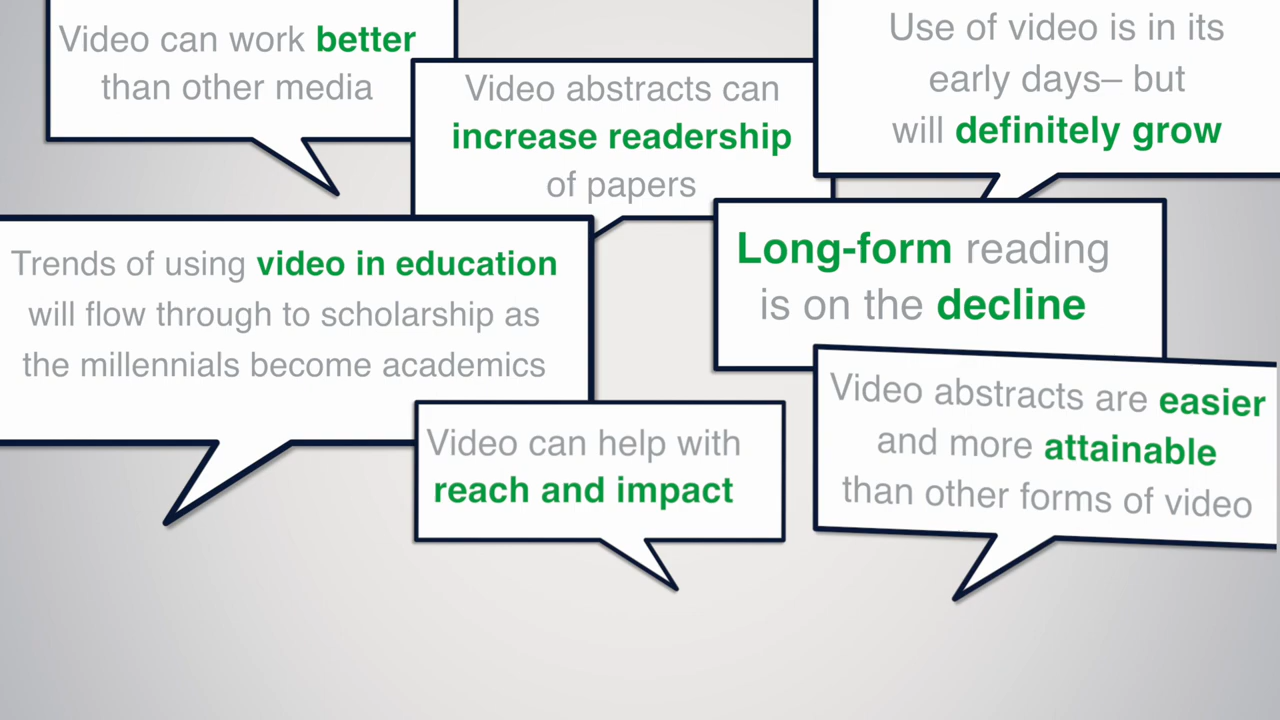 Video can work better
than other media
Video abstracts can
increase readership
of papers
Use of video is in its
early days– but
will definitely grow
Trends of using video in education
will flow through to scholarship as
the millennials become academics
Long-form reading
is on the decline
Video can help with
reach and impact
Video abstracts are easier
and more attainable
than other forms of video